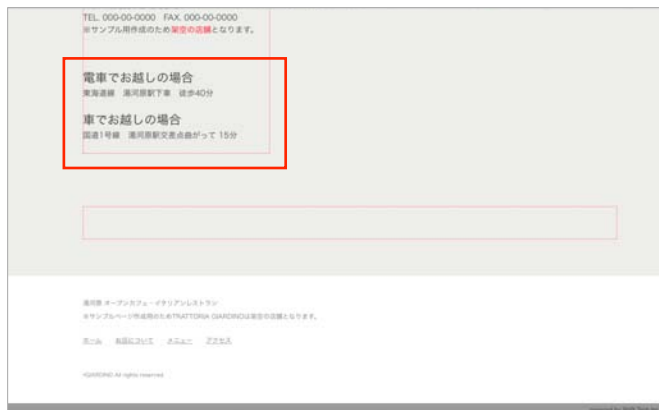 TEL. 000-00-0000 FAX. 000-00-0000
※サンプル用作成のため架空の店舗となります。
電車でお越しの場合
東海道線 湯河原駅下車 徒歩40分
車でお越しの場合
国道1号線 湯河原駅交差点曲がって 15分
湯河原 オープンカフェ・イタリアンレストラン
※サンプルページ作成用のためTRATTORIA GIARDINOは架空の店舗となります。
ホーム お店について メニュー アクセス
©GIARDINO All rights reserved.